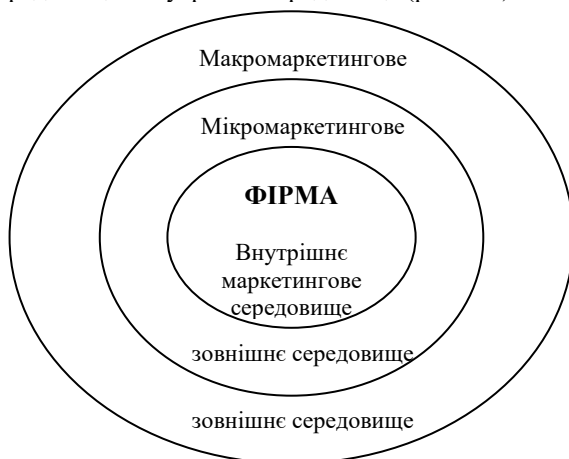 Макромаркетингове
Мікромаркетингове
ФІРМА
Внутрішнє
маркетингове
середовище
зовнішнє середовище
зовнішнє середовище